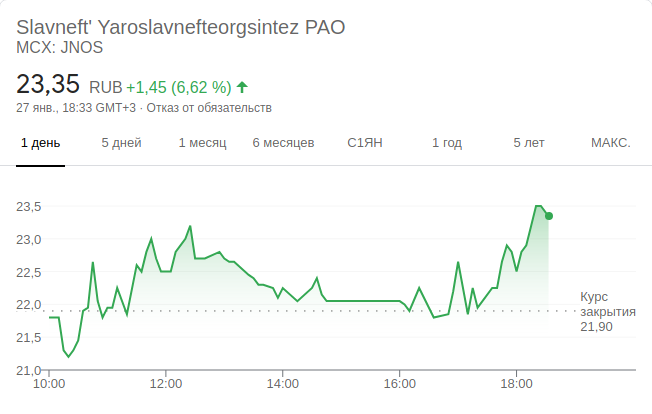 Slavneft' Yaroslavnefteorgsintez PAO
MCX: JNOS
23,35 RUB +1,45 (6,62 %)
27 янв., 18:33 GMT+3 · Отказ от обязательств
1 день 5 дней 1 месяц 6 месяцев С1ЯН 1 год 5 лет МАКС.
23,5
23,0
22,5
22,0
21,5
21,0
Курс
закрытия
21,90
10:00 12:00 14:00 16:00 18:00